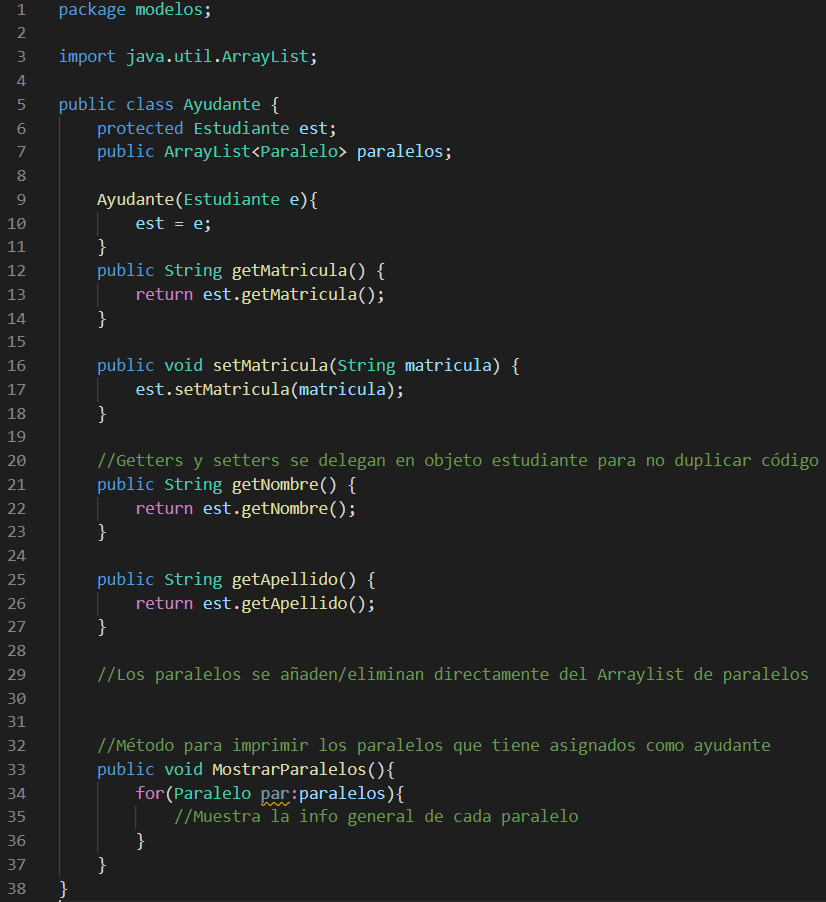 1 package modelos;
2
3 import java.util.ArrayList;
4
5 public class Ayudante {
6     protected Estudiante est;
7     public ArrayList<Paralelo> paralelos;
8
9     Ayudante(Estudiante e){
10         est = e;
11     }
12     public String getMatricula() {
13         return est.getMatricula();
14     }
15
16     public void setMatricula(String matricula) {
17         est.setMatricula(matricula);
18     }
19
20     //Getters y setters se delegan en objeto estudiante para no duplicar código
21     public String getNombre() {
22         return est.getNombre();
23     }
24
25     public String getApellido() {
26         return est.getApellido();
27     }
28
29     //Los paralelos se añaden/eliminan directamente del Arraylist de paralelos
30
31
32     //Método para imprimir los paralelos que tiene asignados como ayudante
33     public void MostrarParalelos(){
34         for(Paralelo par:paralelos){
35             //Muestra la info general de cada paralelo
36         }
37     }
38 }